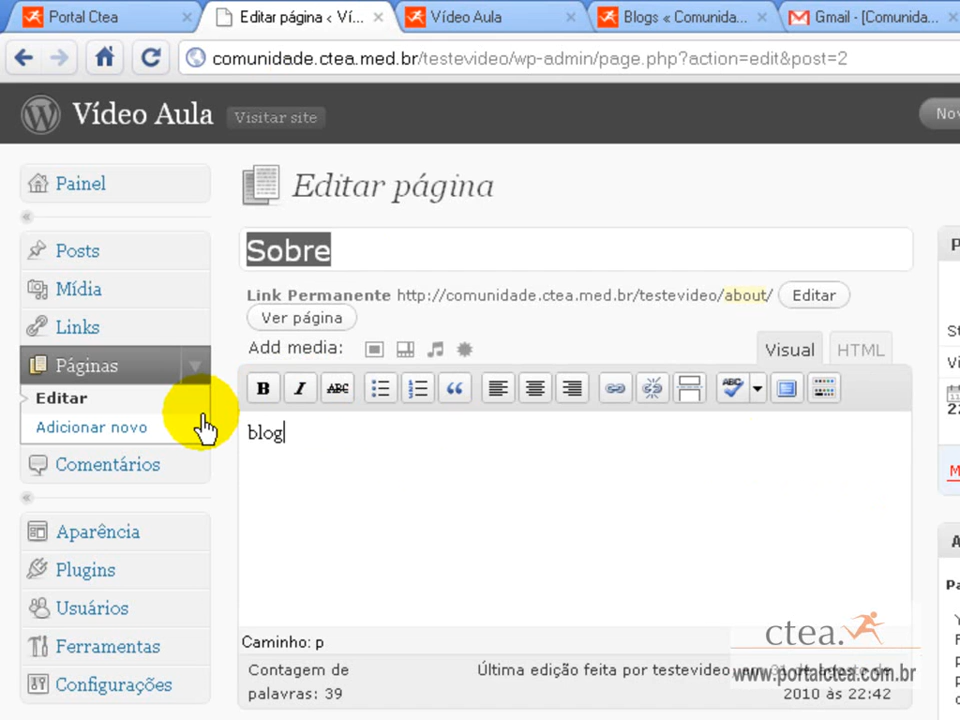 Portal Ctea
Editar página ‹ Ví...
Vídeo Aula
Blogs « Comunida...
Gmail - [Comunida...
comunidade.ctea.med.br/testevideo/wp-admin/page.php?action=edit&post=2
Vídeo Aula
Visitar site
Painel
Posts
Mídia
Links
Páginas
Editar
Adicionar novo
Comentários
Aparência
Plugins
Usuários
Ferramentas
Configurações
Editar página
Sobre
Link Permanente http://comunidade.ctea.med.br/testevideo/about/ Editar
Ver página
Add media:
Visual HTML
B I ABC
blog
Caminho: p
Contagem de
palavras: 39
Última edição feita por testevideo,
2010 às 22:42
ctea.
www.portalctea.com.br